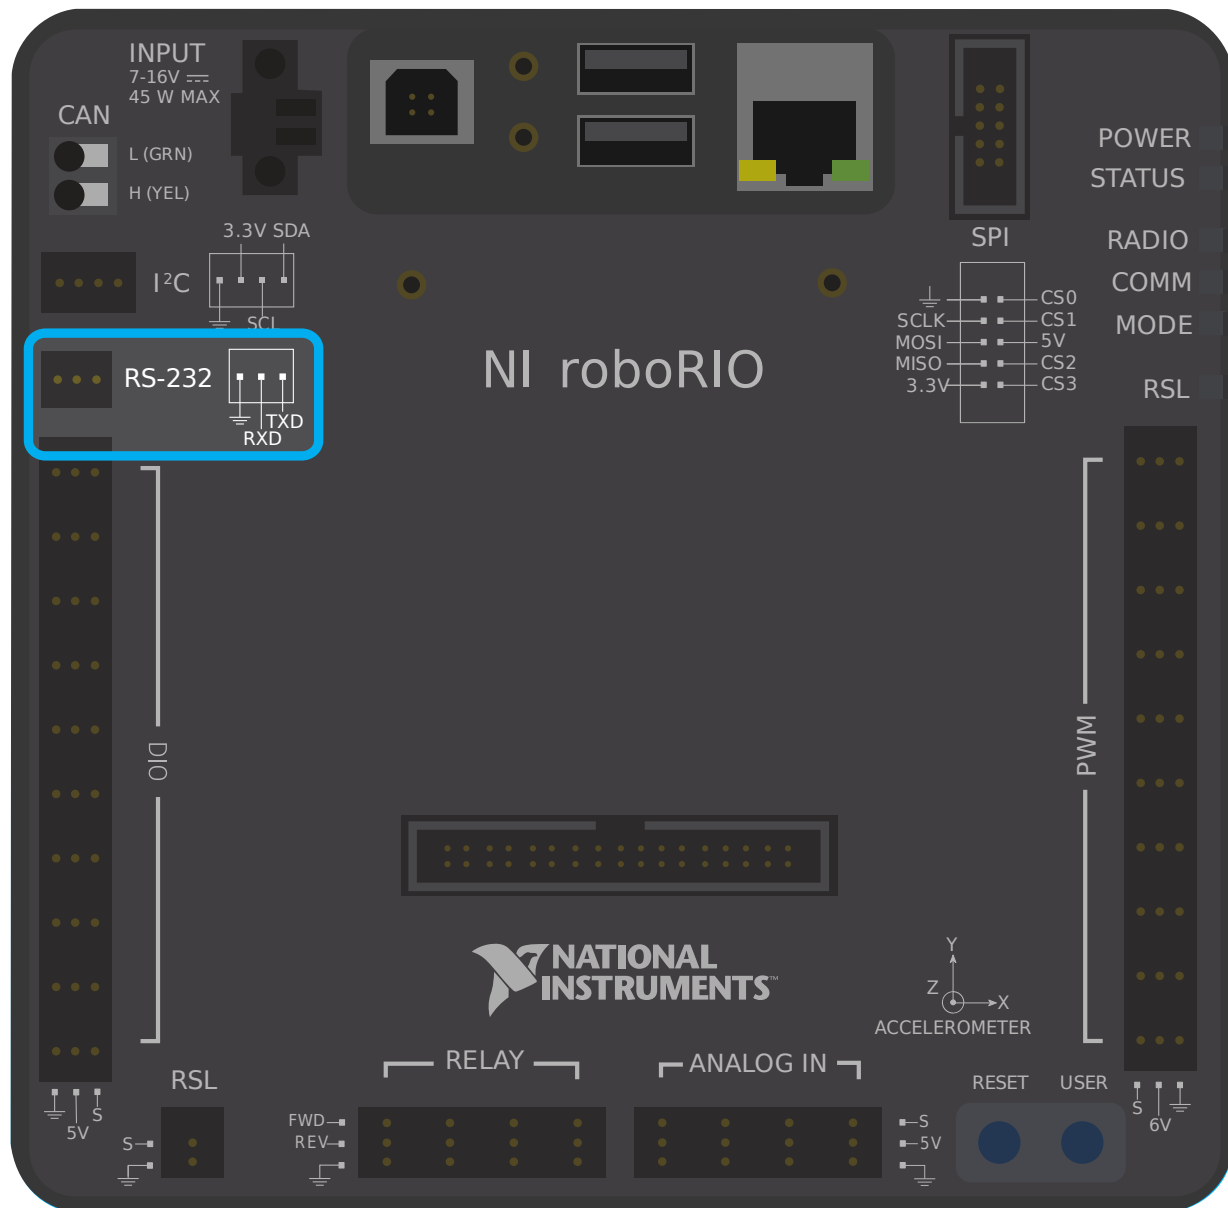 INPUT
7-16V
45 W MAX
CAN
L (GRN)
H (YEL)
3.3V SDA
I²C
SCL
RS-232
TXD
RXD
NI roboRIO
SPI
CS0
SCLK
CS1
MOSI
5V
MISO
CS2
3.3V
CS3
POWER
STATUS
RADIO
COMM
MODE
RSL
DIO
PWM
NATIONAL
INSTRUMENTS™
Y
Z
X
ACCELEROMETER
S
5V
RSL
S
RELAY
FWD
REV
ANALOG IN
S
5V
RESET
USER
S
6V